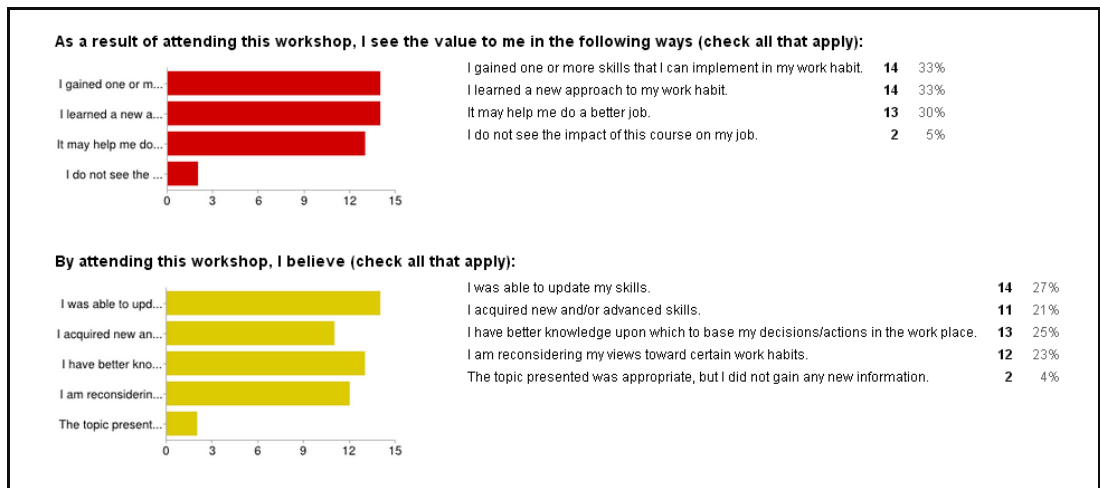 As a result of attending this workshop, I see the value to me in the following ways (check all that apply):
I gained one or m...
I learned a new a...
It may help me do...
I do not see the ...
0 3 6 9 12 15
I gained one or more skills that I can implement in my work habit. 14 33%
I learned a new approach to my work habit. 14 33%
It may help me do a better job. 13 30%
I do not see the impact of this course on my job. 2 5%
By attending this workshop, I believe (check all that apply):
I was able to upd...
I acquired new an...
I have better kno...
I am reconsiderin...
The topic present...
0 3 6 9 12 15
I was able to update my skills. 14 27%
I acquired new and/or advanced skills. 11 21%
I have better knowledge upon which to base my decisions/actions in the work place. 13 25%
I am reconsidering my views toward certain work habits. 12 23%
The topic presented was appropriate, but I did not gain any new information. 2 4%